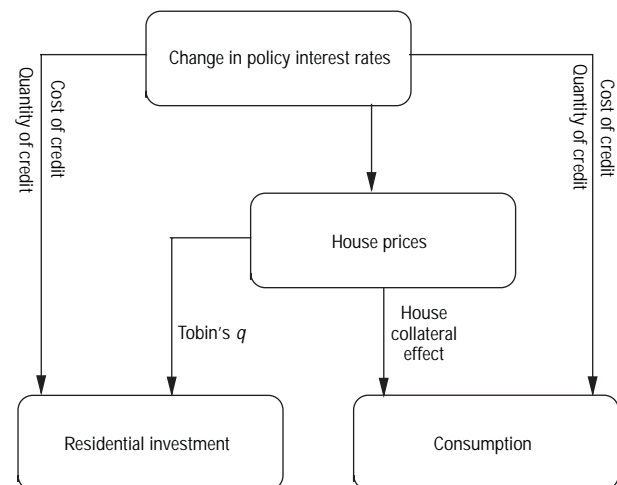 Change in policy interest rates
Cost of credit
Quantity of credit
Cost of credit
Quantity of credit
House prices
Tobin's q
House
collateral
effect
Residential investment
Consumption